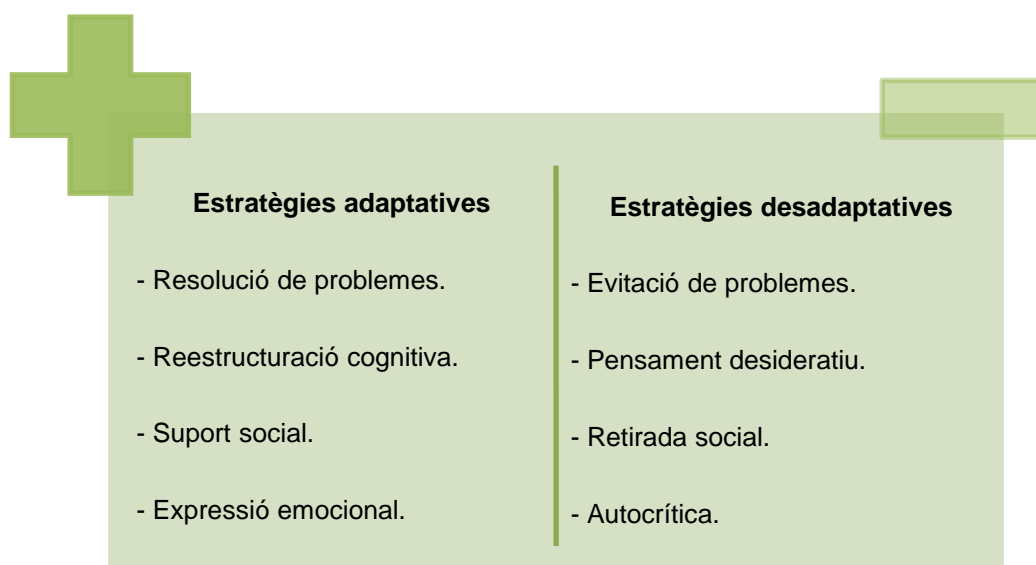 Estratègies adaptatives
- Resolució de problemes.
- Reestructuració cognitiva.
- Suport social.
- Expressió emocional.
Estratègies desadaptatives
- Evitació de problemes.
- Pensament desideratiu.
- Retirada social.
- Autocrítica.